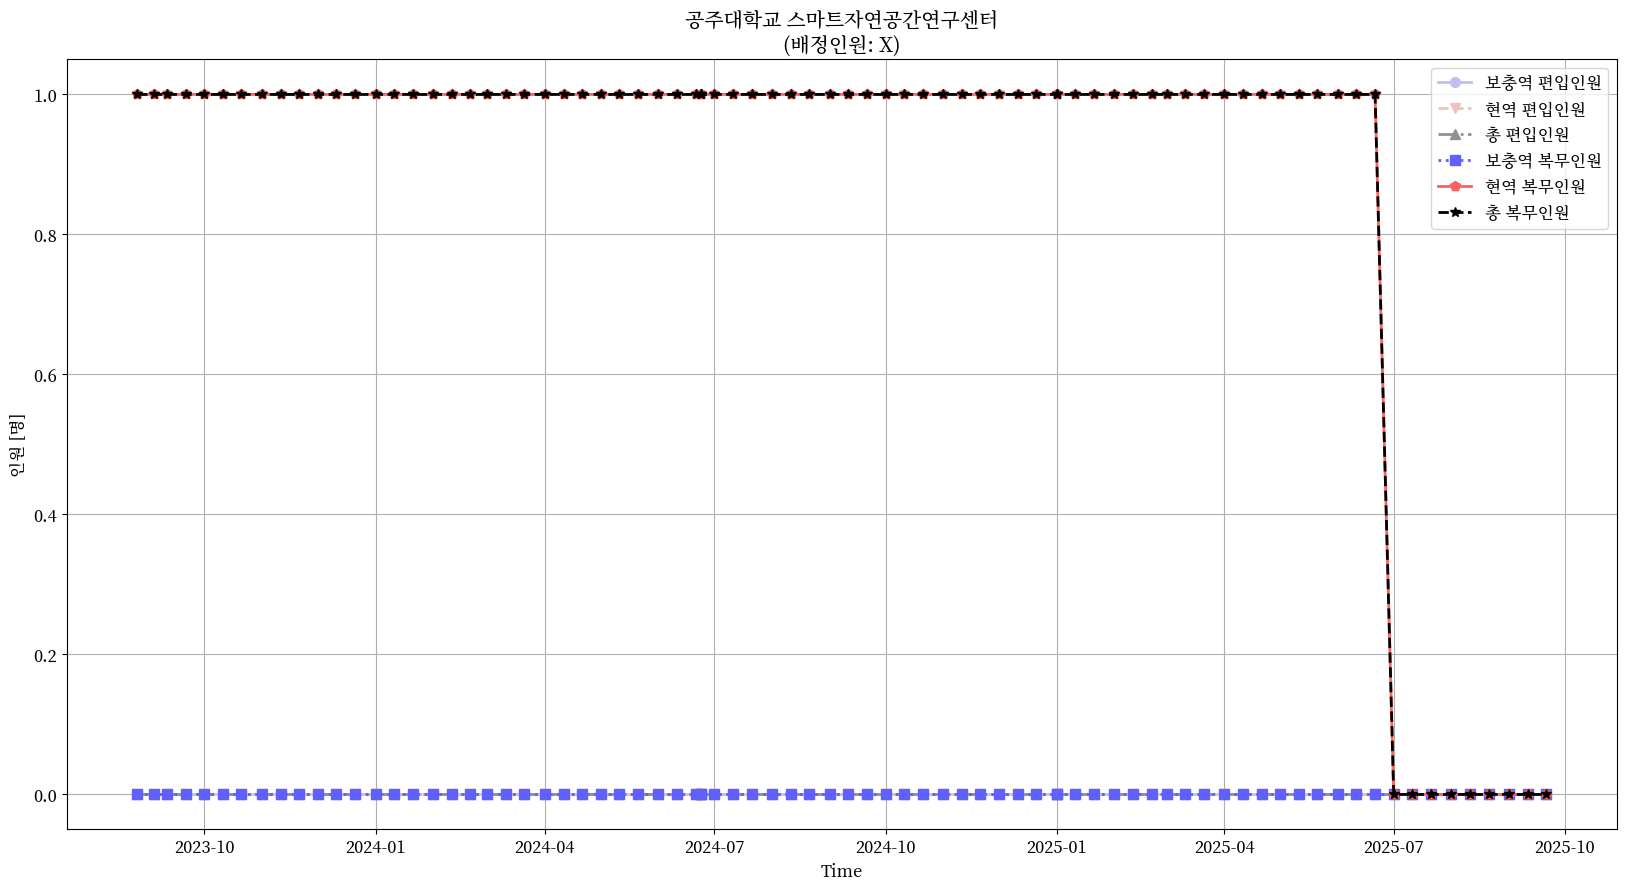 공주대학교 스마트자연공간연구센터
(배정인원: X)
보충역 편입인원
현역 편입인원
총 편입인원
보충역 복무인원
현역 복무인원
총 복무인원
인원 [명]
1.0
0.8
0.6
0.4
0.2
0.0
2023-10
2024-01
2024-04
2024-07
2024-10
2025-01
2025-04
2025-07
2025-10
Time